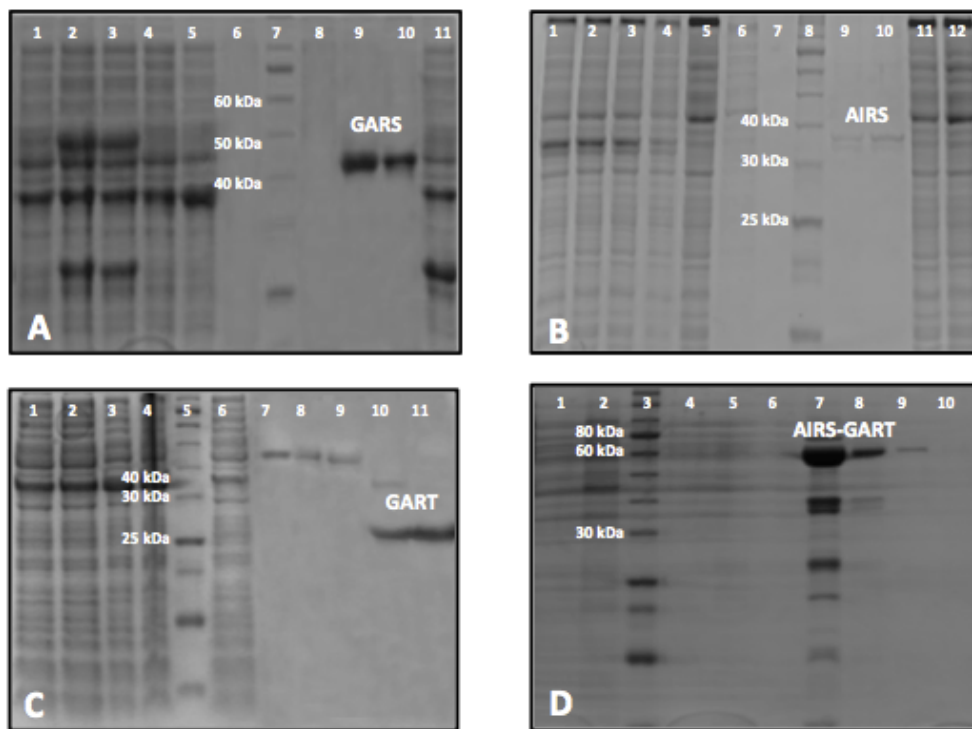 1 2 3 4 5 6 7 8 9 10 11
60 kDa
GARS
50 kDa
40 kDa
A
1 2 3 4 5 6 7 8 9 10 11 12
40 kDa
AIRS
30 kDa
25 kDa
B
1 2 3 4 5 6 7 8 9 10 11
40 kDa
30 kDa
GART
25 kDa
C
1 2 3 4 5 6 7 8 9 10
80 kDa
AIRS-GART
60 kDa
30 kDa
D